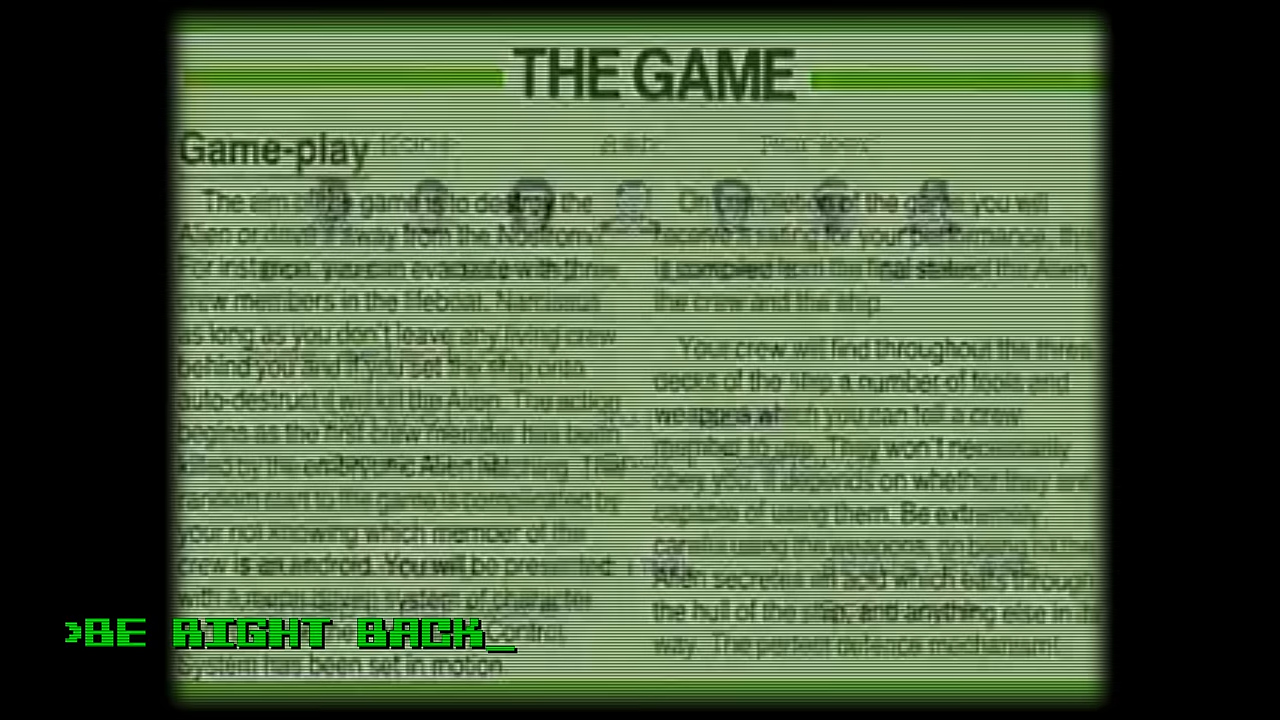 THE GAME
Game-play
The aim of the game is to destroy the
Alien or drive it away from the Nostromo.
For instance, you can evacuate with three
crew members in the lifeboat, Narcissus
as long as you don't leave any living crew
behind you and if you set the ship onto
auto-destruct it will kill the Alien. The action
begins as the first crew member has been
killed by the embryonic Alien hatching. This
random start to the game is complicated by
your not knowing which member of the
crew is an android. You will be presented
with a menu driven system of character
Control
System has been set in motion.
On completion of the game you will
receive a rating for your performance,
is compiled from the final state of the Alien,
the crew and the ship.
Your crew will find throughout the three
decks of the ship a number of tools and
weapons which you can tell a crew
member to use. They won't necessarily
obey you, it depends on whether they are
capable of using them. Be extremely
careful using the weapons, on being hit the
Alien secretes an acid which eats through
the hull of the ship, and anything else in its
way. The perfect defence mechanism!
>BE RIGHT BACK_